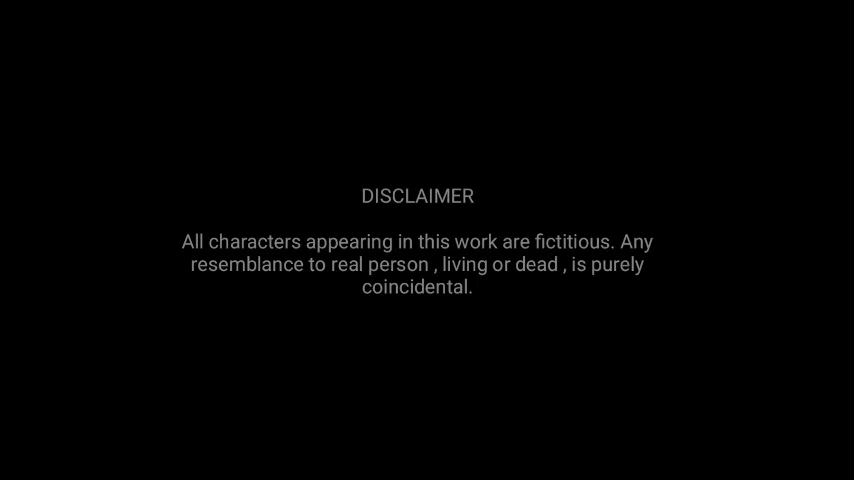 DISCLAIMER
All characters appearing in this work are fictitious. Any
resemblance to real person , living or dead , is purely
coincidental.